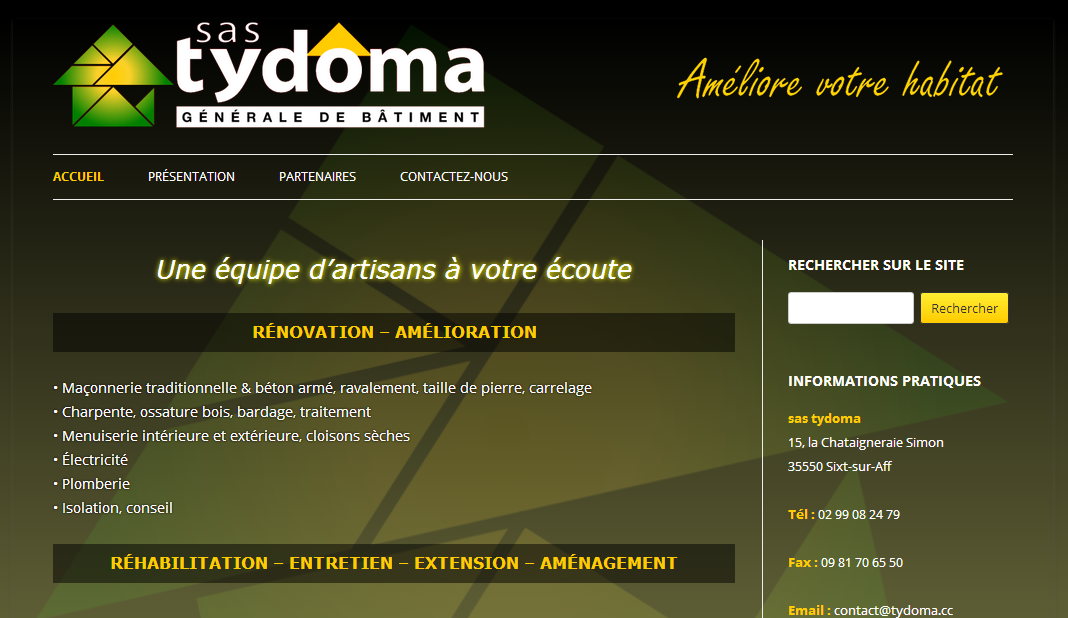 sas
tydoma
GÉNÉRALE DE BÂTIMENT
Améliore votre habitat
ACCUEIL PRÉSENTATION PARTENAIRES CONTACTEZ-NOUS
Une équipe d’artisans à votre écoute
RÉNOVATION – AMÉLIORATION
• Maçonnerie traditionnelle & béton armé, ravalement, taille de pierre, carrelage
• Charpente, ossature bois, bardage, traitement
• Menuiserie intérieure et extérieure, cloisons sèches
• Électricité
• Plomberie
• Isolation, conseil
RÉHABILITATION – ENTRETIEN – EXTENSION – AMÉNAGEMENT
RECHERCHER SUR LE SITE
Rechercher
INFORMATIONS PRATIQUES
sas tydoma
15, la Chataigneraie Simon
35550 Sixt-sur-Aff
Tél : 02 99 08 24 79
Fax : 09 81 70 65 50
Email : contact@tydoma.cc